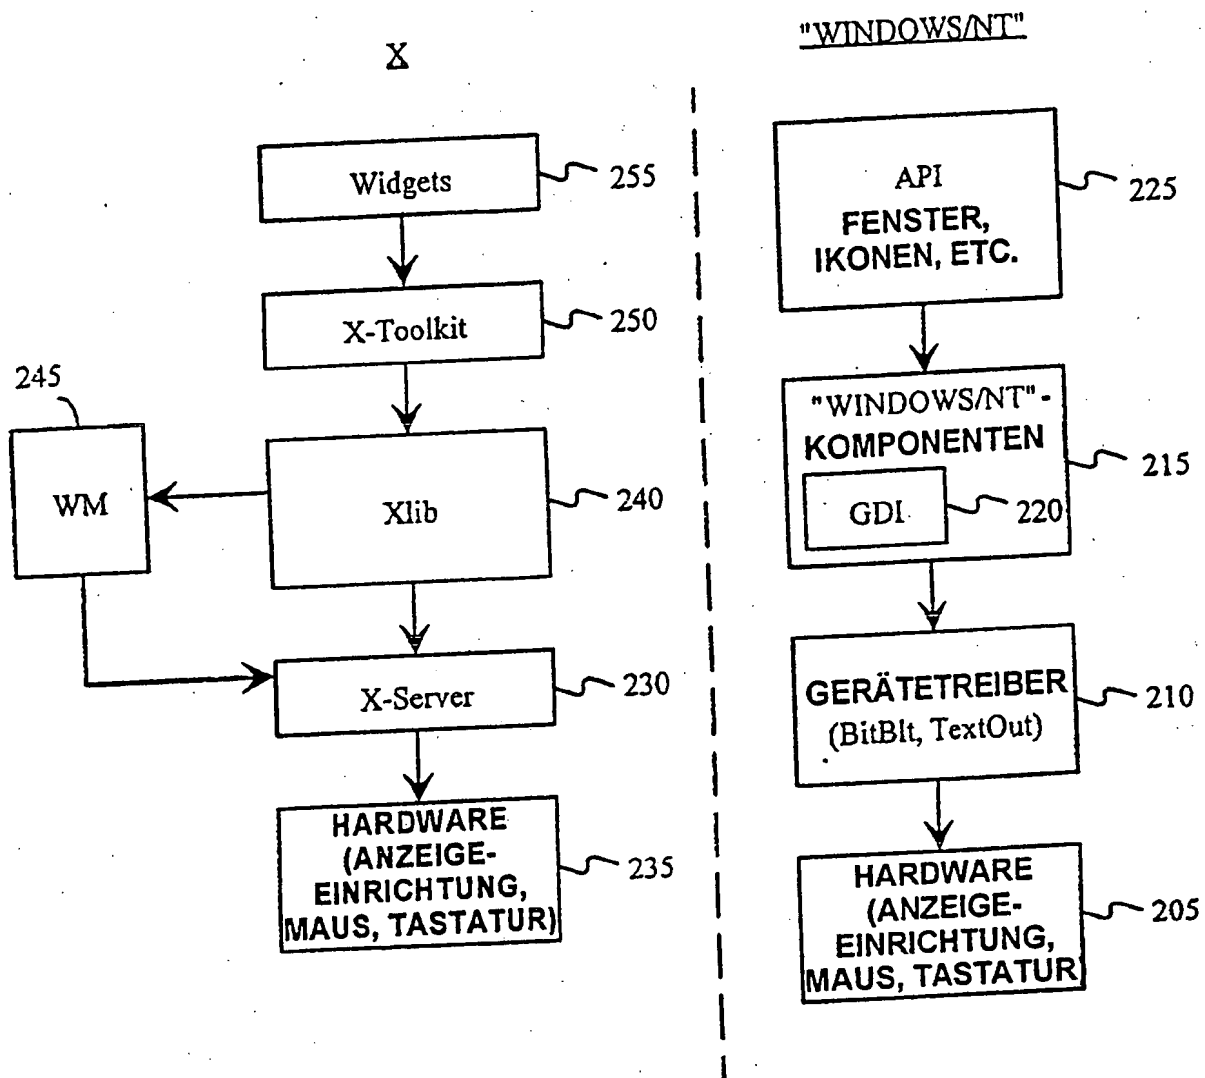 X
Widgets
255
X-Toolkit
250
245
WM
Xlib
240
X-Server
230
HARDWARE
(ANZEIGE-
EINRICHTUNG,
MAUS, TASTATUR)
235
"WINDOWS/NT"
API
FENSTER,
IKONEN, ETC.
225
"WINDOWS/NT"-
KOMPONENTEN
215
GDI
220
GERÄTETREIBER
(BitBlt, TextOut)
210
HARDWARE
(ANZEIGE-
EINRICHTUNG,
MAUS, TASTATUR
205